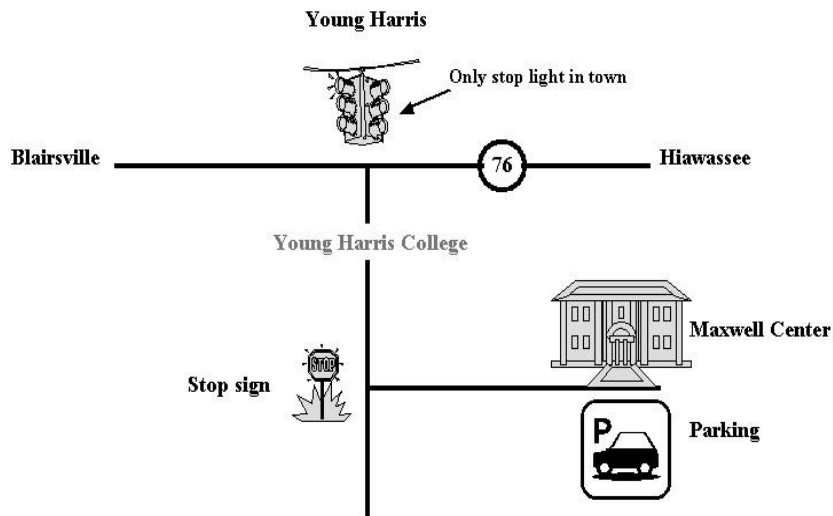 Young Harris
Only stop light in town
Blairsville
76
Hiawassee
Young Harris College
Maxwell Center
STOP
Stop sign
P
Parking